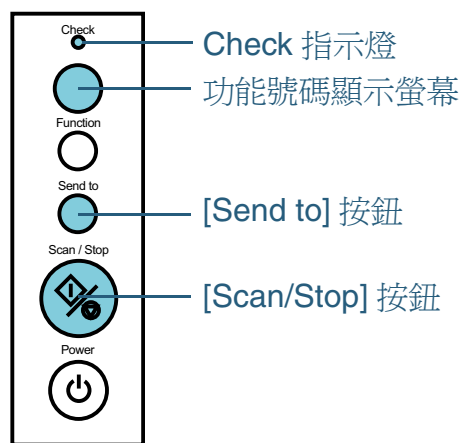 Check
Check 指示燈
功能號碼顯示螢幕
Function
Send to
[Send to] 按鈕
Scan / Stop
[Scan/Stop] 按鈕
Power